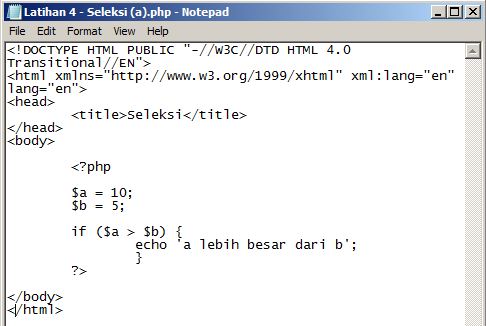 Latihan 4 - Seleksi (a).php - Notepad
File Edit Format View Help
<!DOCTYPE HTML PUBLIC "-//W3C//DTD HTML 4.0
Transitional//EN">
<html xmlns="http://www.w3.org/1999/xhtml" xml:lang="en"
lang="en">
<head>
        <title>Seleksi</title>
</head>
<body>

        <?php

        $a = 10;
        $b = 5;

        if ($a > $b) {
                echo 'a lebih besar dari b';
                }
        ?>

</body>
</html>